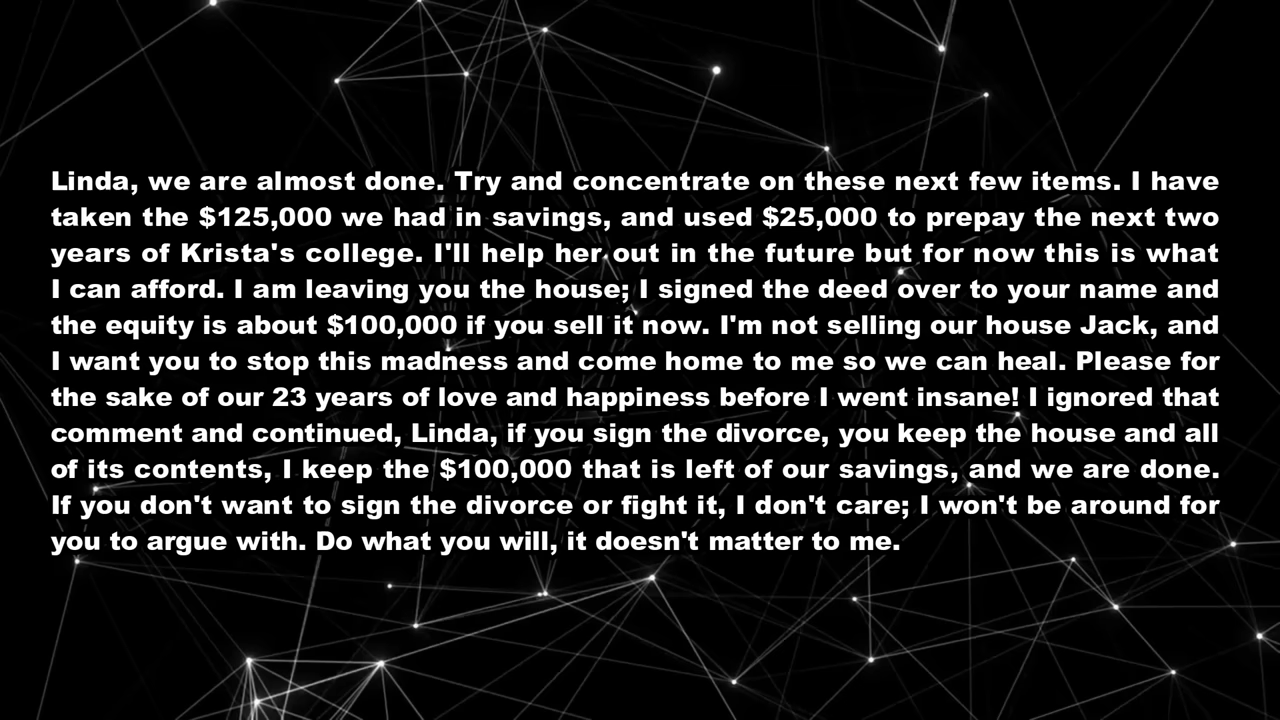 Linda, we are almost done. Try and concentrate on these next few items. I have
taken the $125,000 we had in savings, and used $25,000 to prepay the next two
years of Krista's college. I'll help her out in the future but for now this is what
I can afford. I am leaving you the house; I signed the deed over to your name and
the equity is about $100,000 if you sell it now. I'm not selling our house Jack, and
I want you to stop this madness and come home to me so we can heal. Please for
the sake of our 23 years of love and happiness before I went insane! I ignored that
comment and continued, Linda, if you sign the divorce, you keep the house and all
of its contents, I keep the $100,000 that is left of our savings, and we are done.
If you don't want to sign the divorce or fight it, I don't care; I won't be around for
you to argue with. Do what you will, it doesn't matter to me.